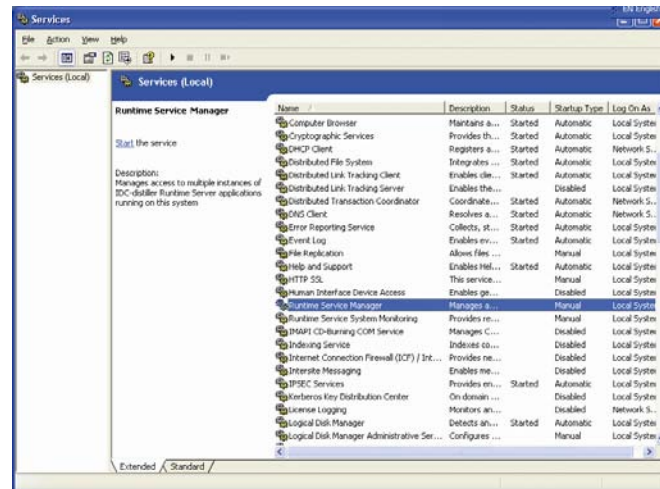 EN English
Services
File Action View Help
Services (Local)
Services (Local)
Runtime Service Manager
Start the service
Description:
Manages access to multiple instances of
IDC-distiller Runtime Server applications
running on this system
Name / Description Status Startup Type Log On As
Computer Browser Maintains a... Started Automatic Local System
Cryptographic Services Provides th... Started Automatic Local System
DHCP Client Registers a... Started Automatic Network S...
Distributed File System Integrates ... Started Automatic Local System
Distributed Link Tracking Client Enables clie... Started Automatic Local System
Distributed Link Tracking Server Enables the... Disabled Local System
Distributed Transaction Coordinator Coordinate... Started Automatic Network S...
DNS Client Resolves a... Started Automatic Network S...
Error Reporting Service Collects, st... Started Automatic Local System
Event Log Enables ev... Started Automatic Local System
File Replication Allows files ... Manual Local System
Help and Support Enables Hel... Started Automatic Local System
HTTP SSL This service... Manual Local System
Human Interface Device Access Enables ge... Disabled Local System
Runtime Service Manager Manages a... Manual Local System
Runtime Service System Monitoring Provides re... Manual Local System
IMAPI CD-Burning COM Service Manages C... Disabled Local System
Indexing Service Indexes co... Disabled Local System
Internet Connection Firewall (ICF) / Int... Provides ne... Disabled Local System
Intersite Messaging Enables me... Disabled Local System
IPSEC Services Provides en... Started Automatic Local System
Kerberos Key Distribution Center On domain ... Disabled Local System
License Logging Monitors an... Disabled Network S...
Logical Disk Manager Detects an... Started Automatic Local System
Logical Disk Manager Administrative Ser... Configures ... Manual Local System
Extended Standard